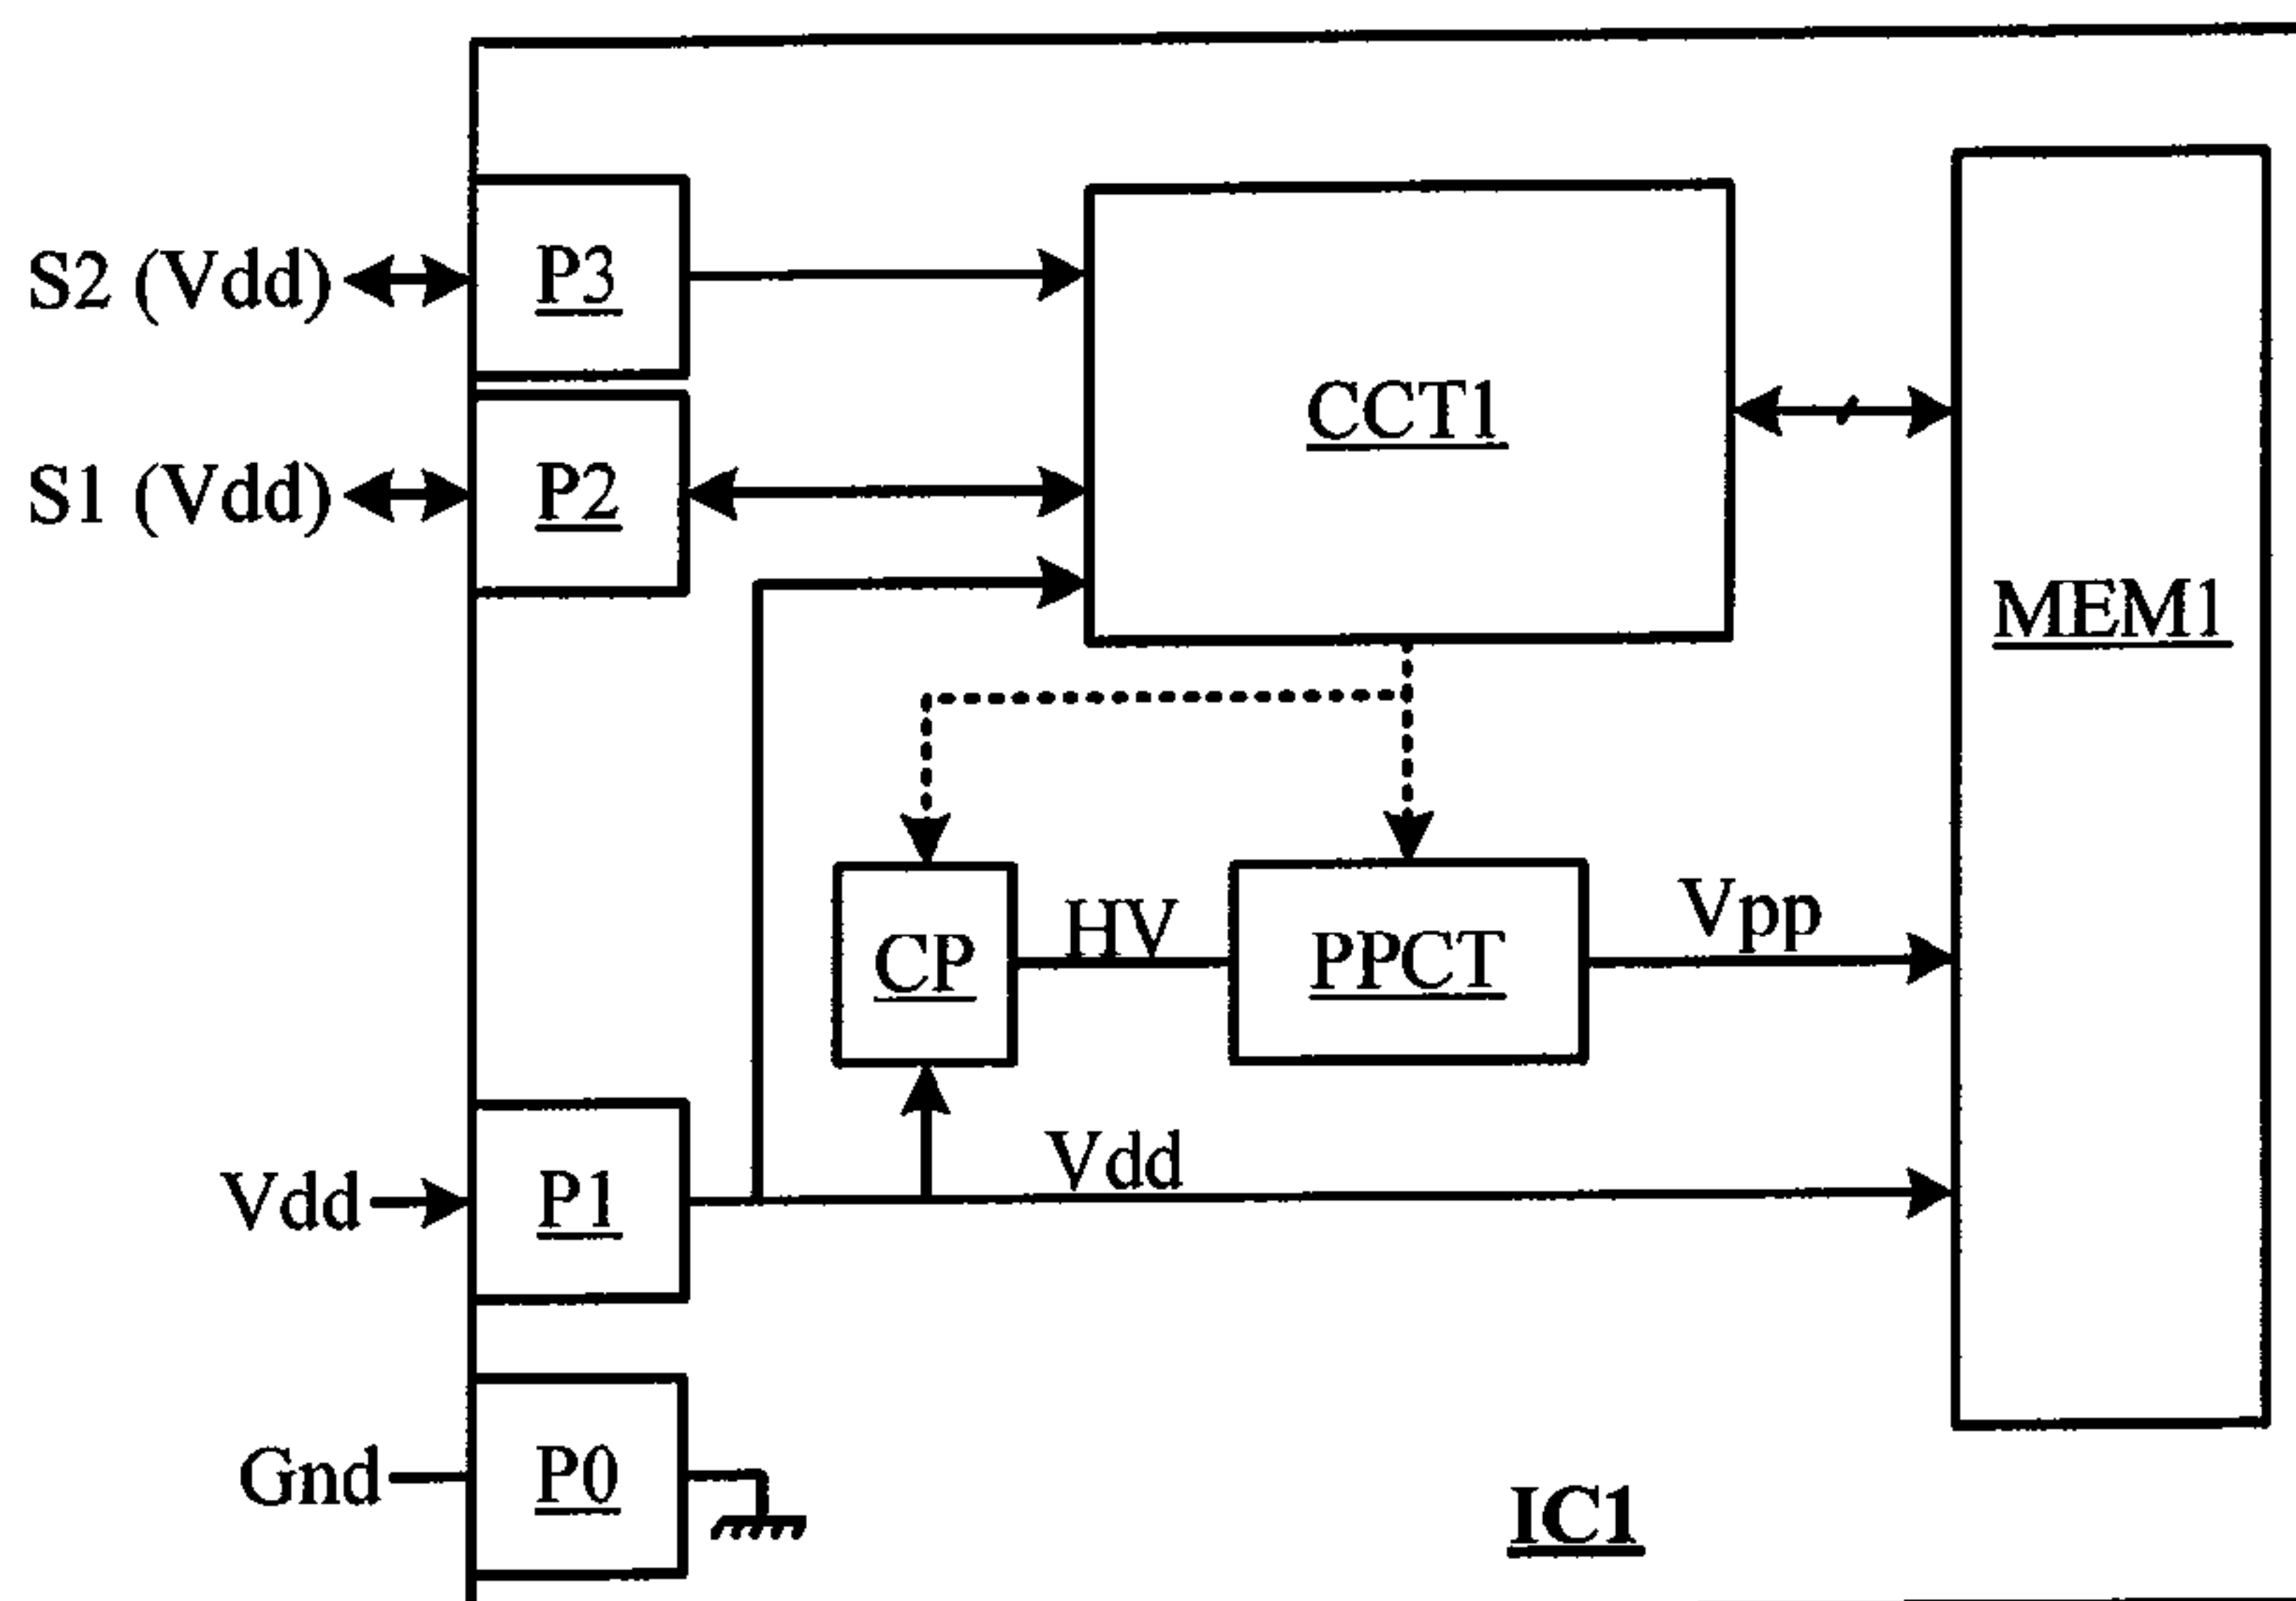 S2 (Vdd)
P3
CCT1
S1 (Vdd)
P2
MEM1
CP
HV
PPCT
Vpp
Vdd
P1
Vdd
Gnd
P0
IC1